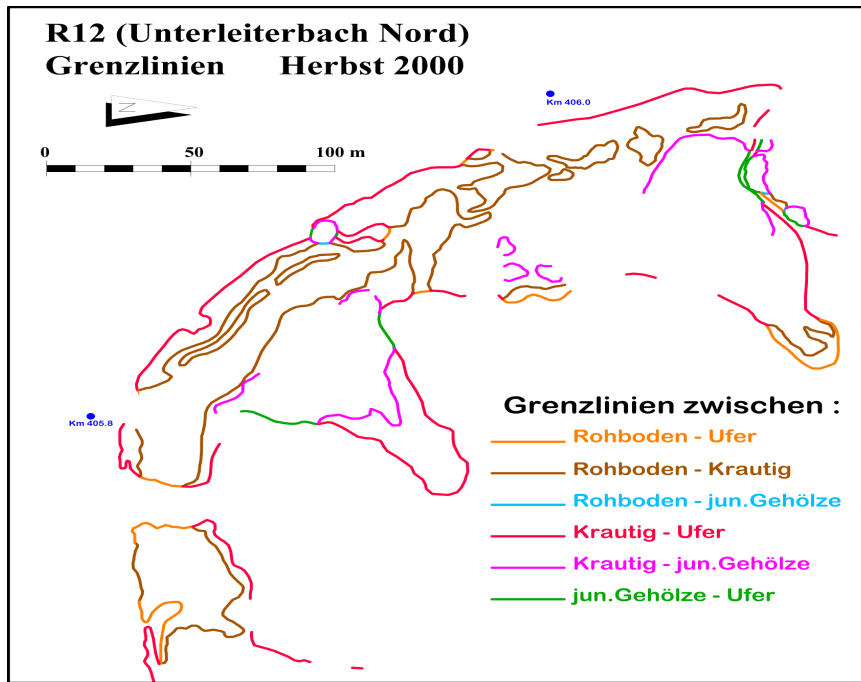 R12 (Unterleiterbach Nord)
Grenzlinien Herbst 2000
N
0 50 100 m
Km 406.0
Km 405.8
Grenzlinien zwischen :
Rohboden - Ufer
Rohboden - Krautig
Rohboden - jun.Gehölze
Krautig - Ufer
Krautig - jun.Gehölze
jun.Gehölze - Ufer